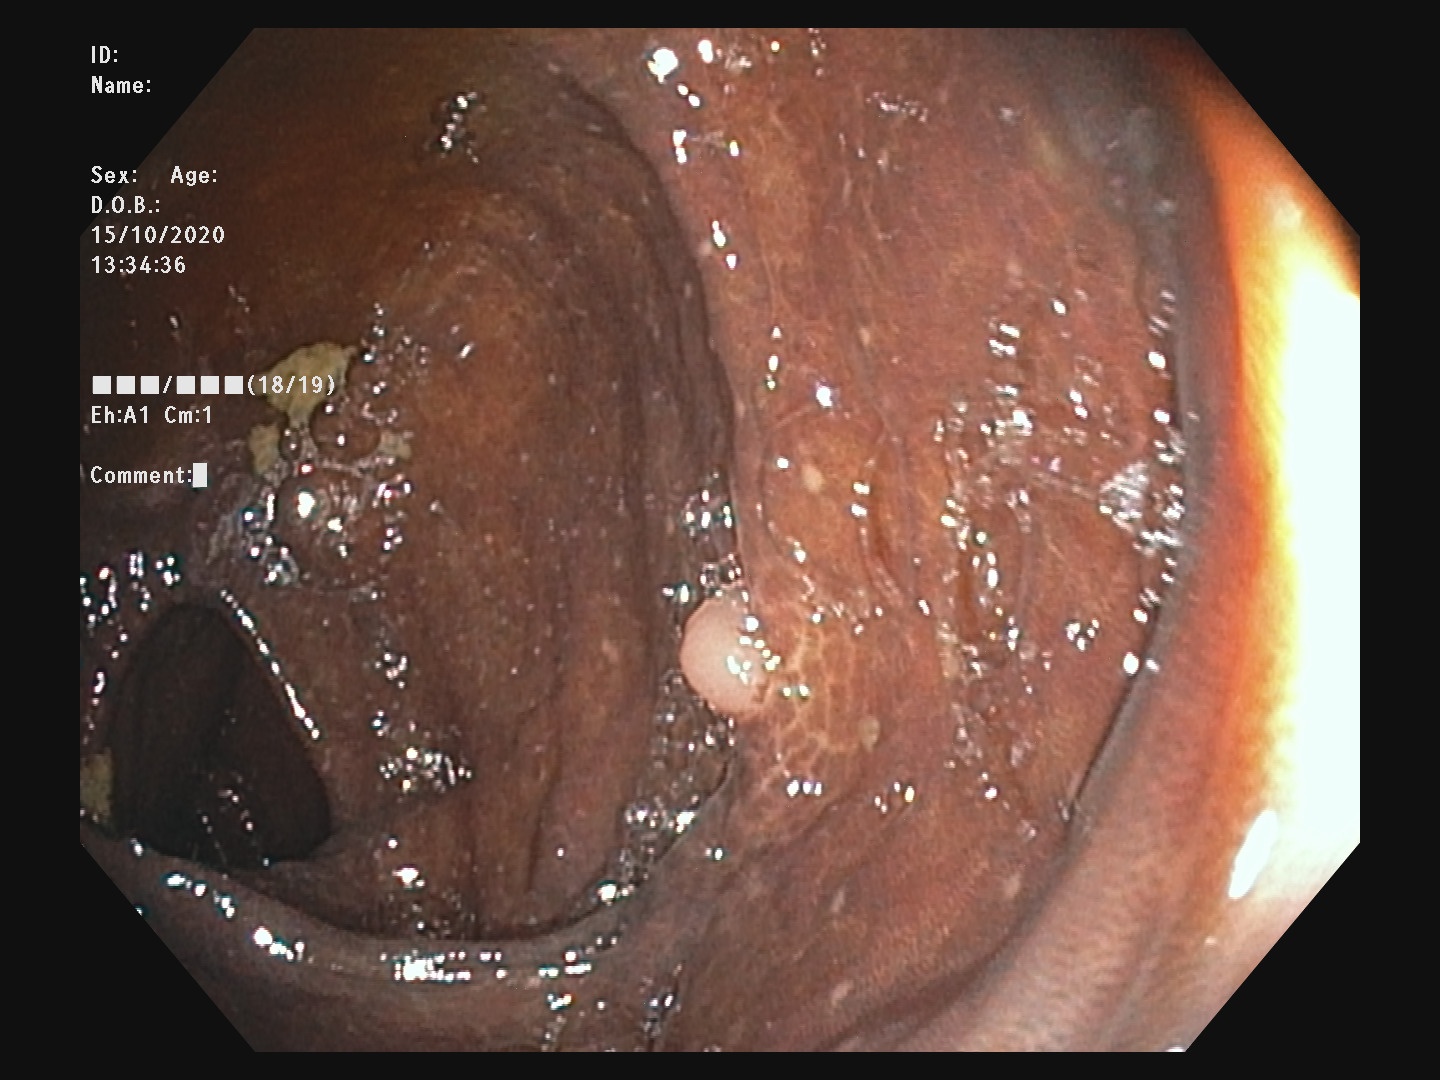 ID:
Name:
Sex: Age:
D.O.B.:
15/10/2020
13:34:36
■■■/■■■(18/19)
Eh:A1 Cm:1
Comment: